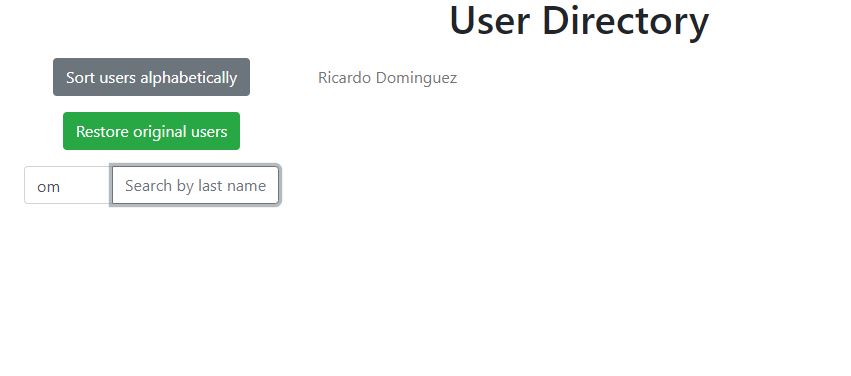 User Directory
Sort users alphabetically
Ricardo Dominguez
Restore original users
om
Search by last name